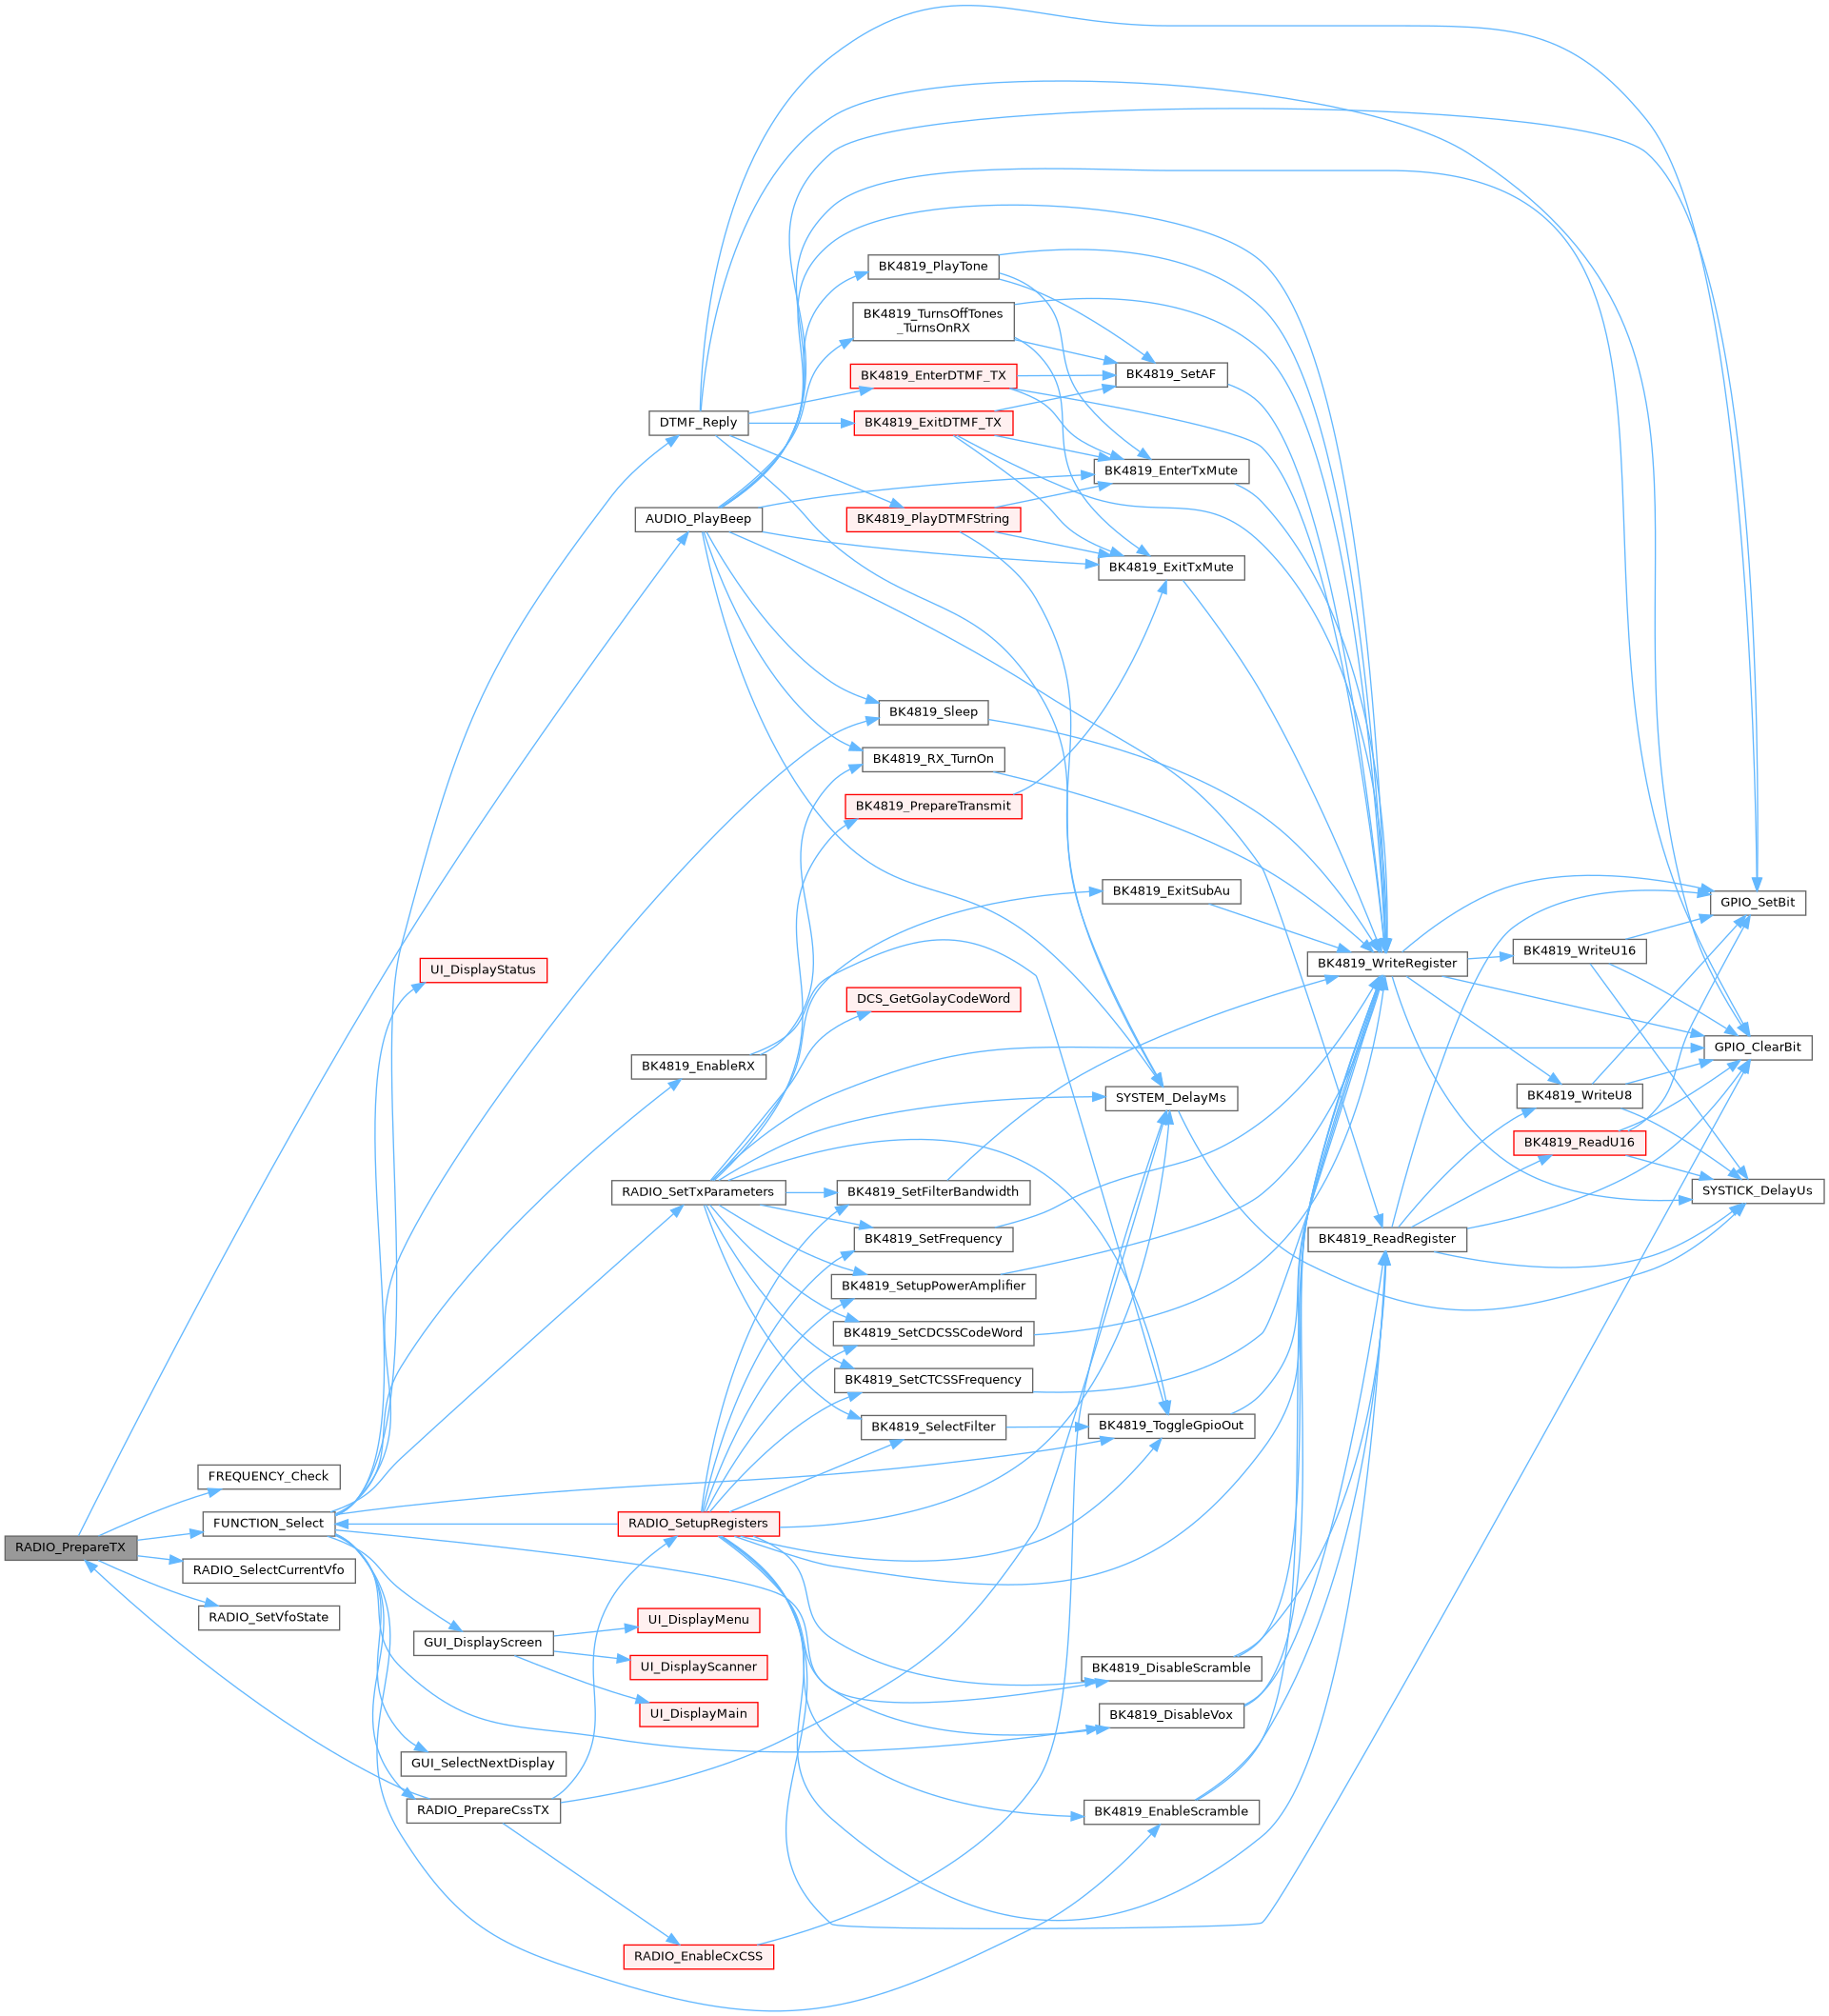 BK4819_PlayTone
BK4819_TurnsOffTones
_TurnsOnRX
BK4819_EnterDTMF_TX
BK4819_SetAF
DTMF_Reply
BK4819_ExitDTMF_TX
BK4819_EnterTxMute
AUDIO_PlayBeep
BK4819_PlayDTMFString
BK4819_ExitTxMute
BK4819_Sleep
BK4819_RX_TurnOn
BK4819_PrepareTransmit
BK4819_ExitSubAu
GPIO_SetBit
BK4819_WriteU16
BK4819_WriteRegister
UI_DisplayStatus
DCS_GetGolayCodeWord
GPIO_ClearBit
BK4819_EnableRX
BK4819_WriteU8
SYSTEM_DelayMs
BK4819_ReadU16
SYSTICK_DelayUs
RADIO_SetTxParameters
BK4819_SetFilterBandwidth
BK4819_SetFrequency
BK4819_ReadRegister
BK4819_SetupPowerAmplifier
BK4819_SetCDCSSCodeWord
BK4819_SetCTCSSFrequency
BK4819_SelectFilter
BK4819_ToggleGpioOut
FREQUENCY_Check
FUNCTION_Select
RADIO_SetupRegisters
RADIO_PrepareTX
RADIO_SelectCurrentVfo
RADIO_SetVfoState
UI_DisplayMenu
GUI_DisplayScreen
UI_DisplayScanner
BK4819_DisableScramble
UI_DisplayMain
BK4819_DisableVox
GUI_SelectNextDisplay
RADIO_PrepareCssTX
BK4819_EnableScramble
RADIO_EnableCxCSS